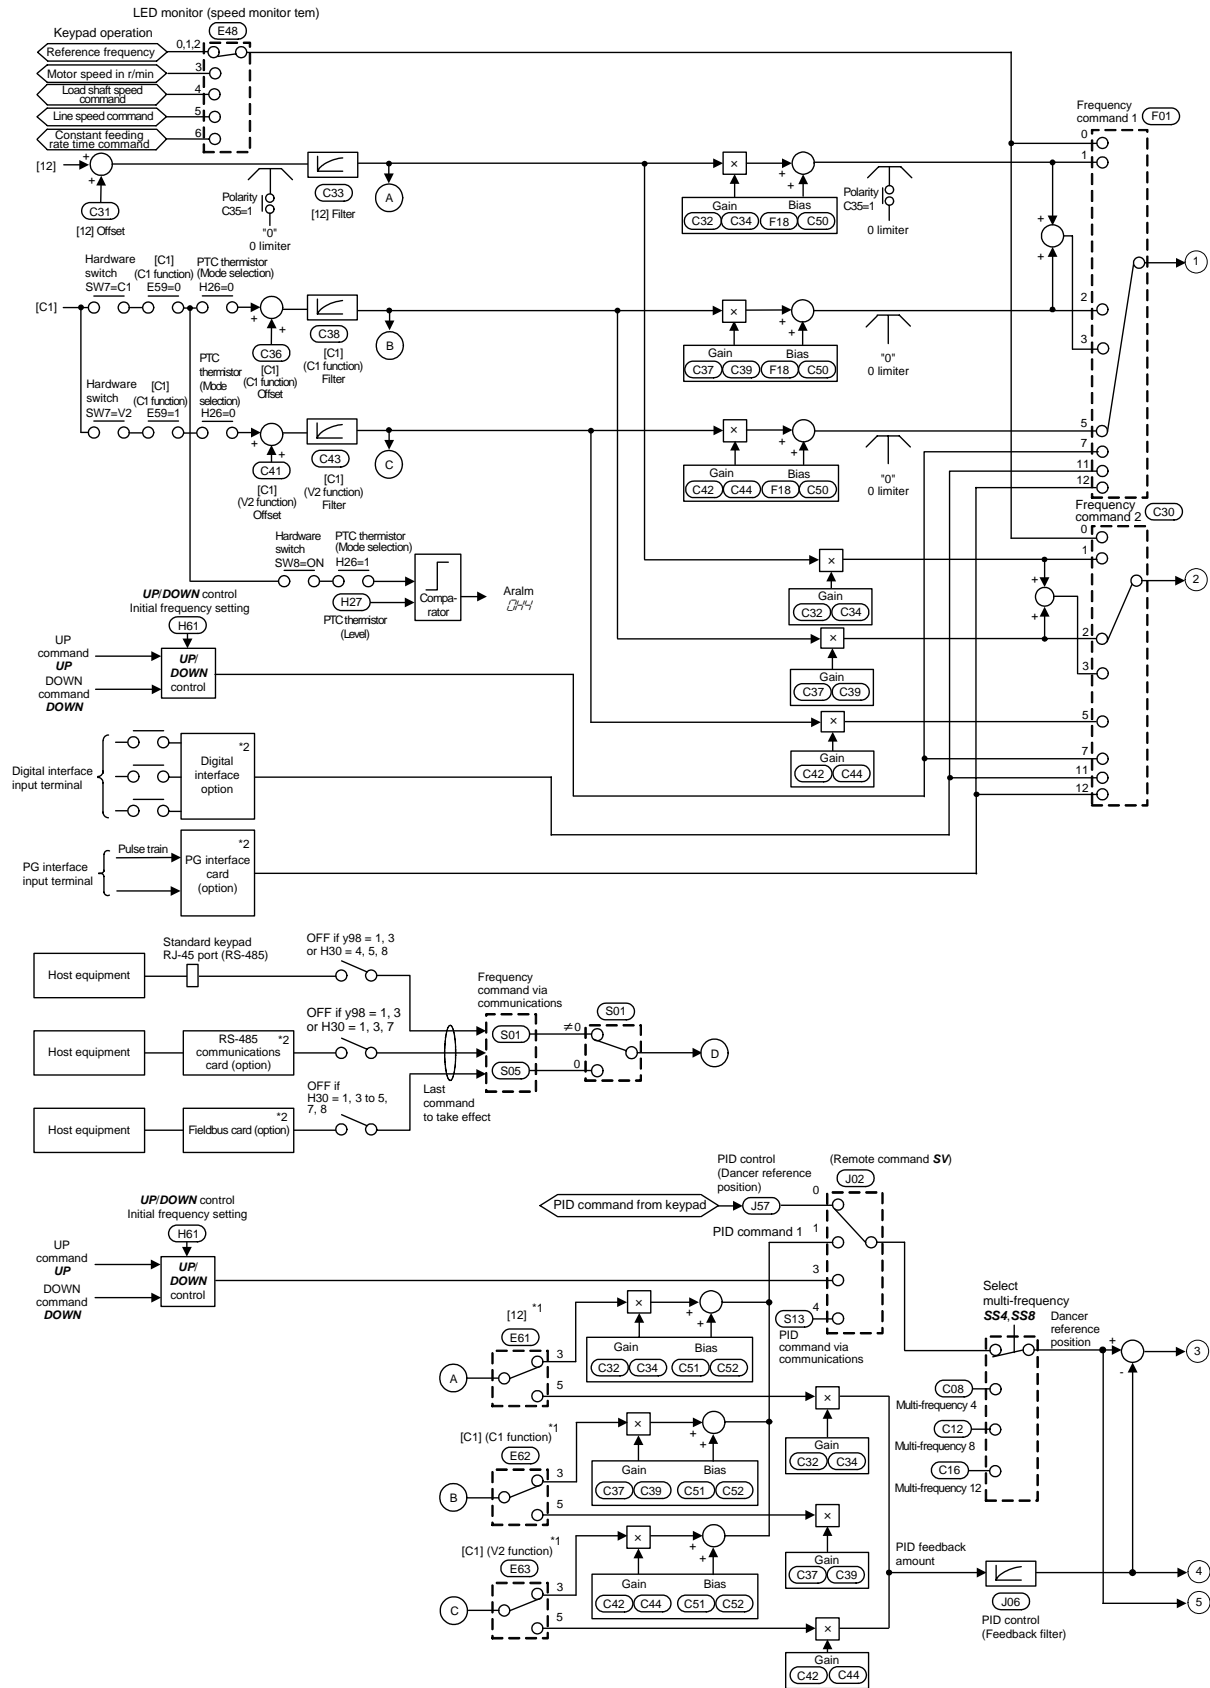 LED monitor (speed monitor tem)
Keypad operation
E48
Reference frequency
0,1,2
Motor speed in r/min
3
Load shaft speed
command
4
Line speed command
5
Constant feeding
rate time command
6
Frequency
command 1
F01
0
1
[12]
+
+
C31
[12] Offset
Polarity
C35=1
"0"
0 limiter
C33
[12] Filter
A
×
+
+
Gain
Bias
C32
C34
F18
C50
Polarity
C35=1
0 limiter
+
+
1
Hardware
switch
SW7=C1
[C1]
(C1 function)
E59=0
PTC thermistor
(Mode selection)
H26=0
[C1]
+
+
C36
[C1]
(C1 function)
Offset
C38
[C1]
(C1 function)
Filter
B
×
+
+
Gain
Bias
C37
C39
F18
C50
"0"
0 limiter
2
3
Hardware
switch
SW7=V2
[C1]
(C1 function)
E59=1
PTC
thermistor
(Mode
selection)
H26=0
+
+
C41
[C1]
(V2 function)
Offset
C43
[C1]
(V2 function)
Filter
C
×
+
+
Gain
Bias
C42
C44
F18
C50
"0"
0 limiter
5
7
11
12
Frequency
command 2
C30
0
1
Hardware
switch
SW8=ON
PTC thermistor
(Mode selection)
H26=1
H27
PTC thermistor
(Level)
Compa-
rator
Aralm
0H4
×
Gain
C32
C34
+
+
2
UP/DOWN control
Initial frequency setting
H61
UP
command
UP
DOWN
command
DOWN
UP/
DOWN
control
×
Gain
C37
C39
2
3
×
Gain
C42
C44
5
7
11
12
Digital interface
input terminal
*2
Digital
interface
option
PG interface
input terminal
Pulse train
*2
PG interface
card
(option)
Standard keypad
RJ-45 port (RS-485)
OFF if y98 = 1, 3
or H30 = 4, 5, 8
Host equipment
Frequency
command via
communications
OFF if y98 = 1, 3
or H30 = 1, 3, 7
Host equipment
RS-485
communications
card (option)
*2
S01
S05
≠0
0
S01
D
OFF if
H30 = 1, 3 to 5,
7, 8
Last
command
to take effect
Host equipment
*2
Fieldbus card (option)
PID control
(Dancer reference
position)
(Remote command SV)
J02
PID command from keypad
J57
0
PID command 1
1
3
4
S13
PID
command via
communications
UP/DOWN control
Initial frequency setting
H61
UP
command
UP
DOWN
command
DOWN
UP/
DOWN
control
Select
multi-frequency
SS4,SS8
Dancer
reference
position
+
-
3
C08
Multi-frequency 4
C12
Multi-frequency 8
C16
Multi-frequency 12
[12]
*1
E61
A
3
5
×
+
+
Gain
Bias
C32
C34
C51
C52
×
Gain
C32
C34
[C1] (C1 function)
*1
E62
B
3
5
×
+
+
Gain
Bias
C37
C39
C51
C52
×
Gain
C37
C39
[C1] (V2 function)
*1
E63
C
3
5
×
+
+
Gain
Bias
C42
C44
C51
C52
×
Gain
C42
C44
PID feedback
amount
J06
PID control
(Feedback filter)
4
5